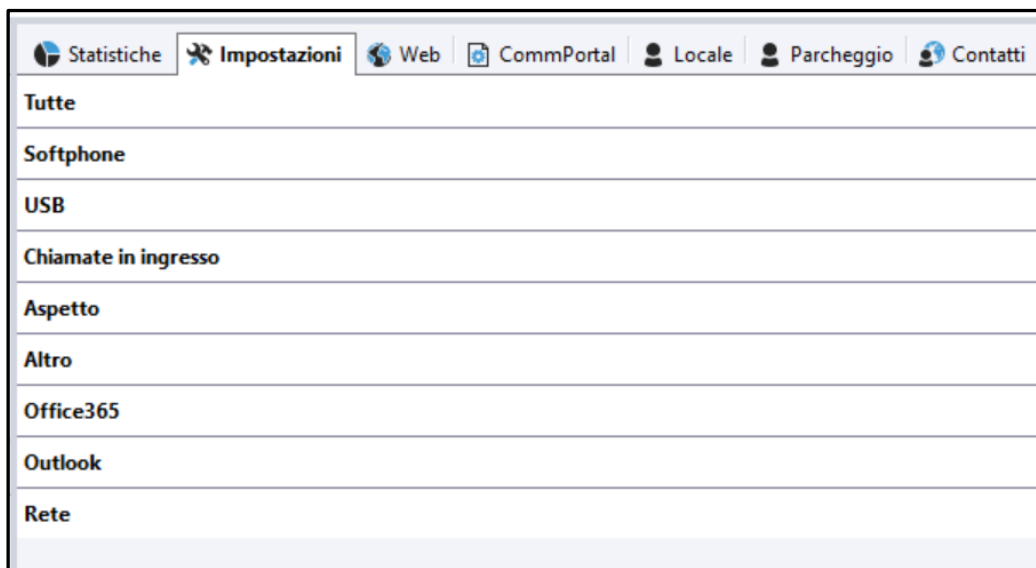 Statistiche Impostazioni Web CommPortal Locale Parcheggio Contatti
Tutte
Softphone
USB
Chiamate in ingresso
Aspetto
Altro
Office365
Outlook
Rete